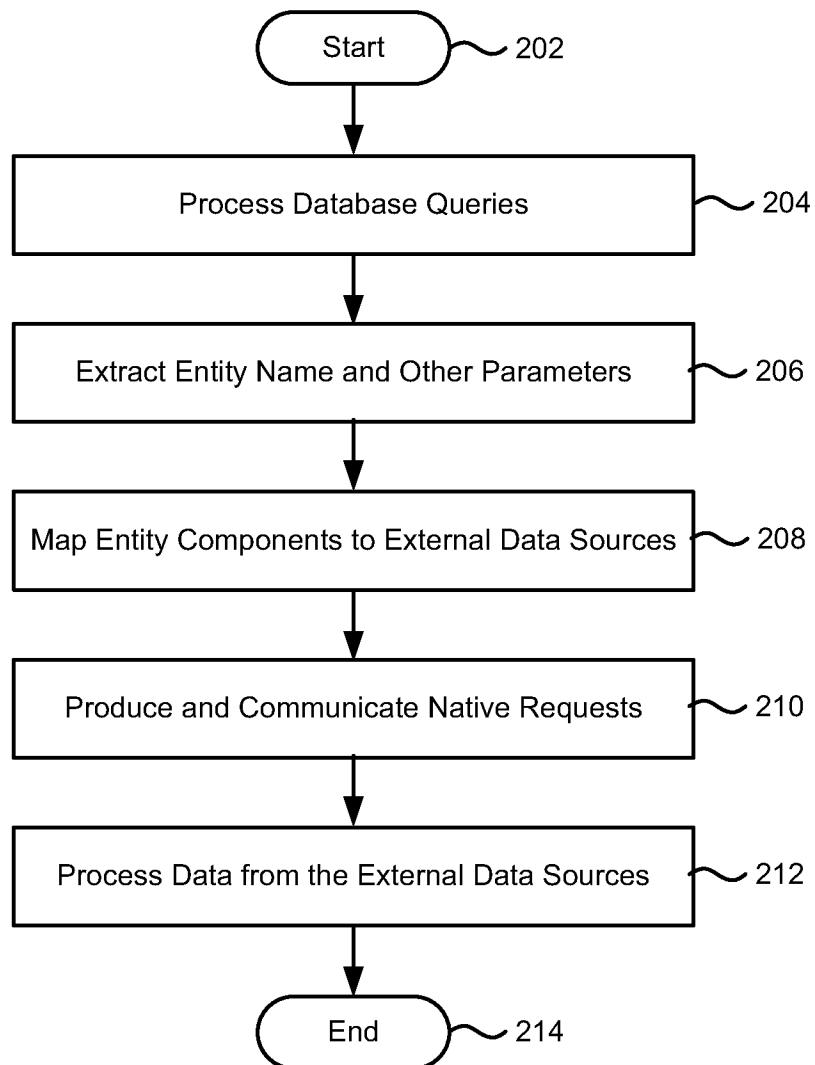 Start 202
Process Database Queries 204
Extract Entity Name and Other Parameters 206
Map Entity Components to External Data Sources 208
Produce and Communicate Native Requests 210
Process Data from the External Data Sources 212
End 214